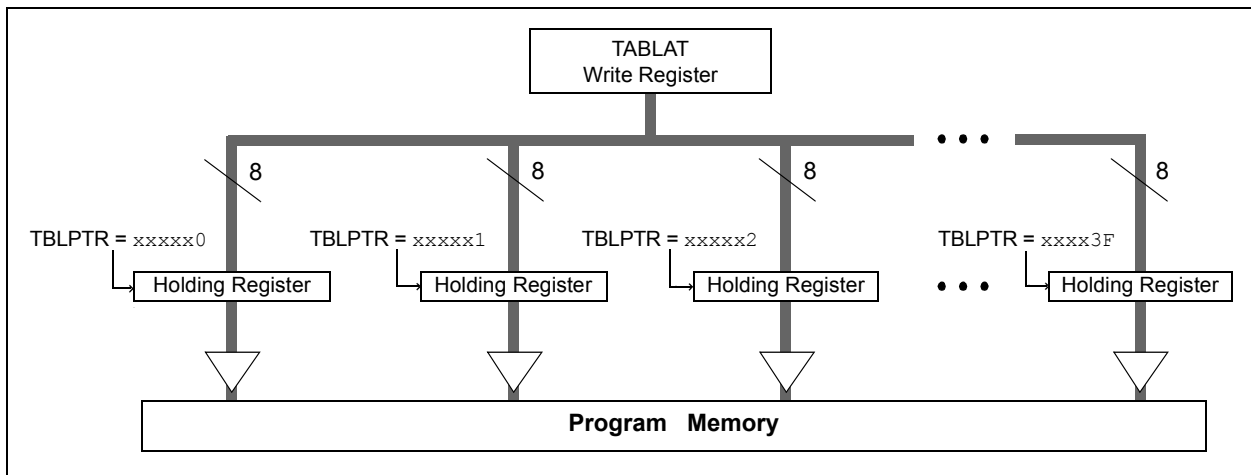 TABLAT
Write Register
• • •
8 8 8 8
TBLPTR = xxxxx0 TBLPTR = xxxxx1 TBLPTR = xxxxx2 TBLPTR = xxxx3F
Holding Register Holding Register Holding Register • • • Holding Register
Program Memory